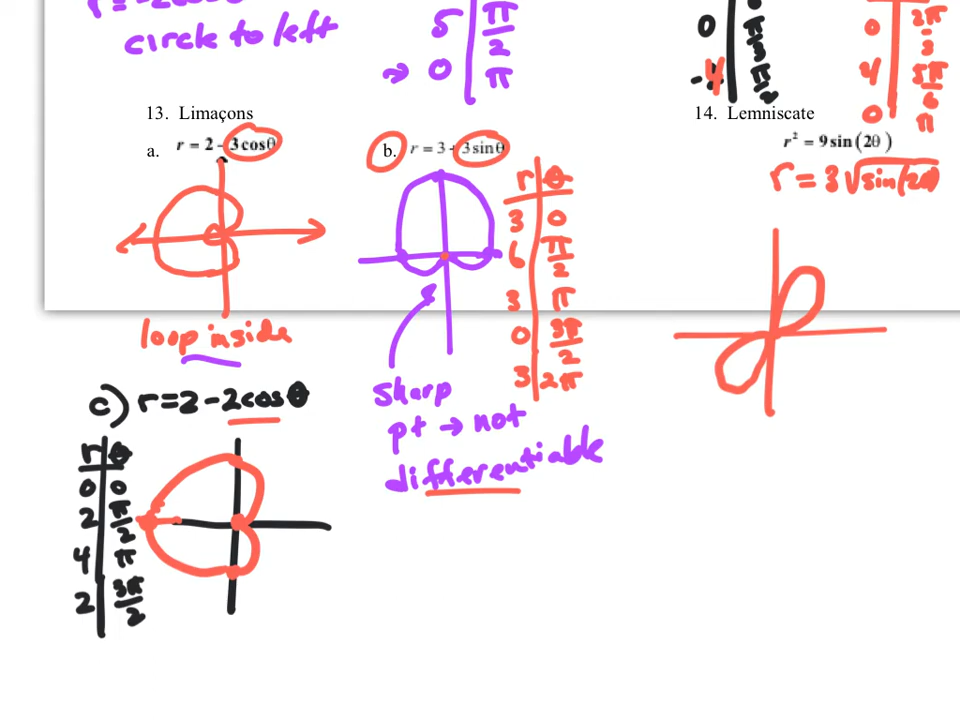 circle to left
5 π/2
→ 0 π
0
-4
0 2π/3
4 5π/6
0 π
13. Limaçons
a. r = 2 - 3cosθ
b. r = 3 + 3sinθ
r θ
3 0
6 π/2
3 π
0 3π/2
3 2π
loop inside
sharp
pt → not
differentiable
14. Lemniscate
r² = 9sin(2θ)
r = 3√sin(2θ)
c) r=2-2cosθ
r θ
0 0
2 π/2
4 π
2 3π/2